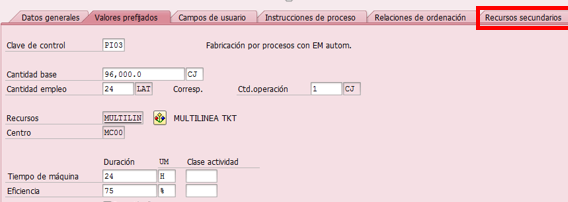 Datos generales Valores prefijados Campos de usuario Instrucciones de proceso Relaciones de ordenación Recursos secundarios
Clave de control PI03 Fabricación por procesos con EM autom.
Cantidad base 96,000.0 CJ
Cantidad empleo 24 LAT Corresp. Ctd.operación 1 CJ
Recursos MULTILIN MULTILINEA TKT
Centro MC00
Duración UM Clase actividad
Tiempo de máquina 24 H
Eficiencia 75 %